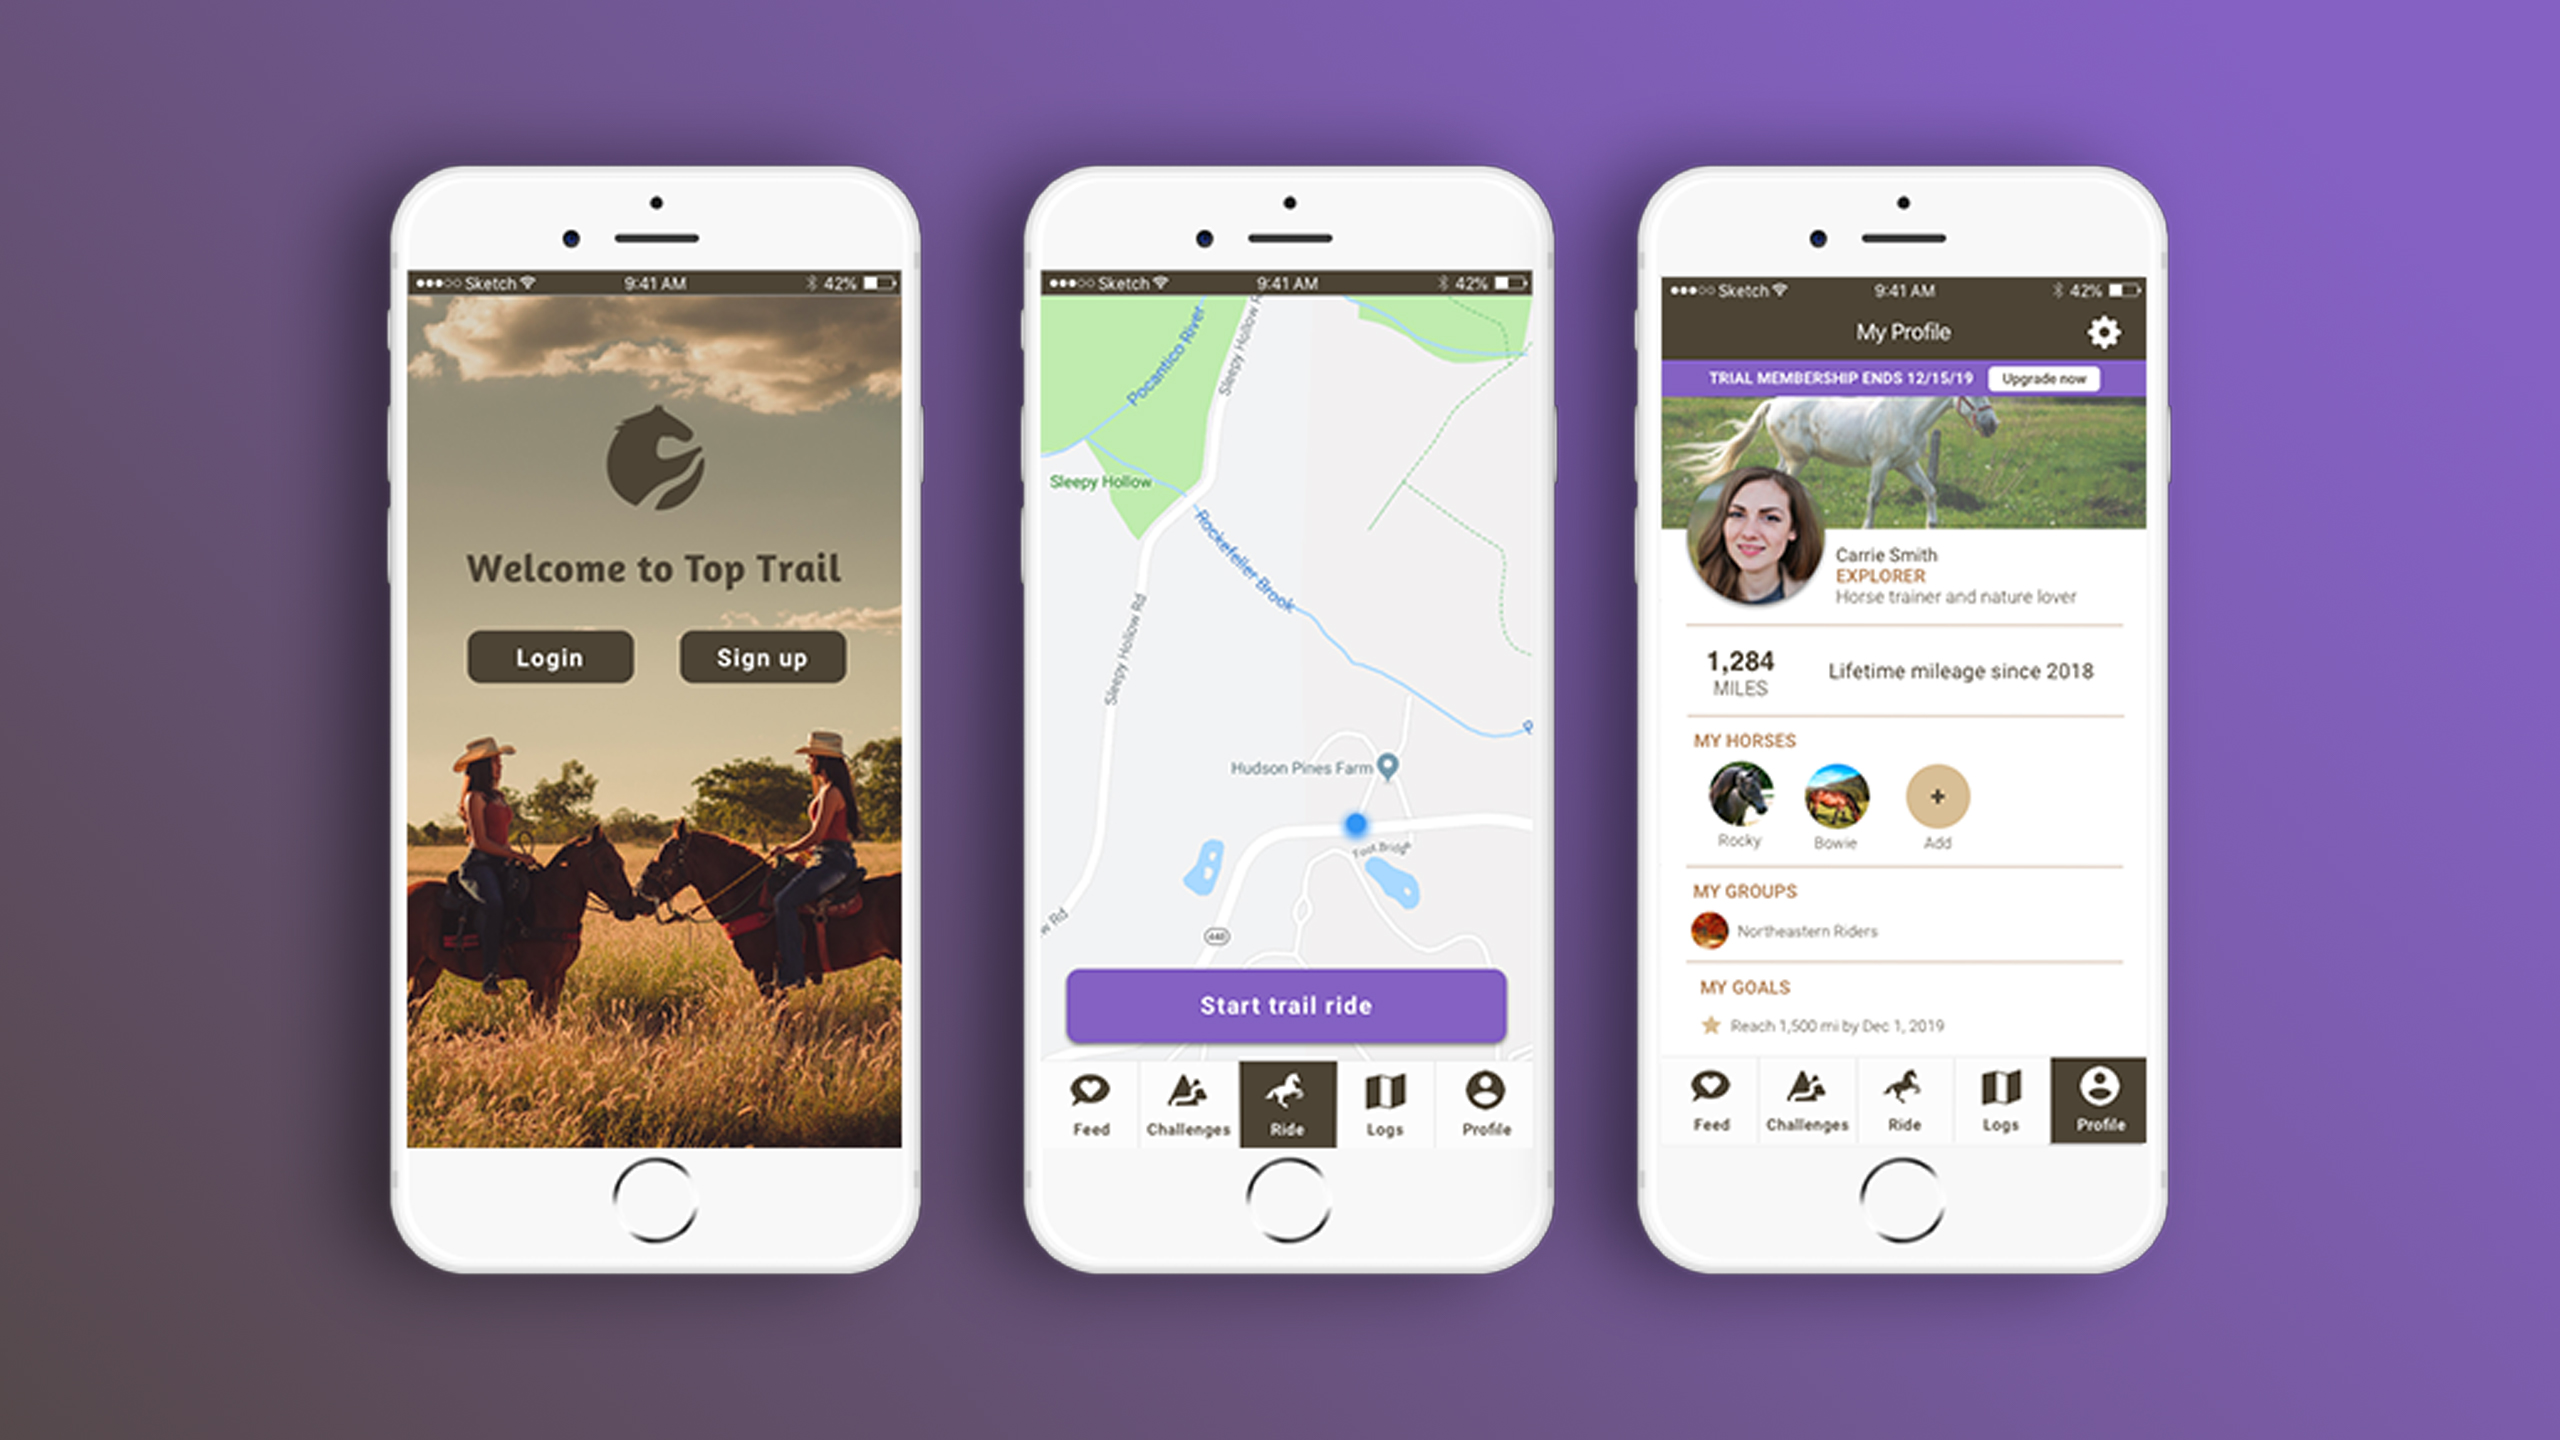 Sketch 9:41 AM 42%
Welcome to Top Trail
Login Sign up
Sketch 9:41 AM 42%
Pocantico River
Sleepy Hollow R
Sleepy Hollow
Rockefeller Brook
Sleepy Hollow Rd
Hudson Pines Farm
Foot Bridge
w Rd
448
Start trail ride
Feed Challenges Ride Logs Profile
Sketch 9:41 AM 42%
My Profile
TRIAL MEMBERSHIP ENDS 12/15/19 Upgrade now
Carrie Smith
EXPLORER
Horse trainer and nature lover
1,284
MILES
Lifetime mileage since 2018
MY HORSES
Rocky Bowie Add
MY GROUPS
Northeastern Riders
MY GOALS
Reach 1,500 mi by Dec 1, 2019
Feed Challenges Ride Logs Profile